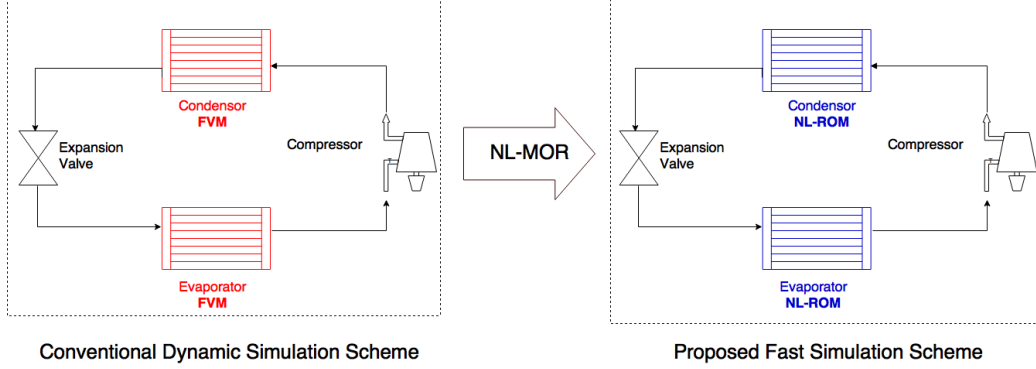 Condensor
FVM
Expansion
Valve
Compressor
Evaporator
FVM
Conventional Dynamic Simulation Scheme
NL-MOR
Condensor
NL-ROM
Expansion
Valve
Compressor
Evaporator
NL-ROM
Proposed Fast Simulation Scheme